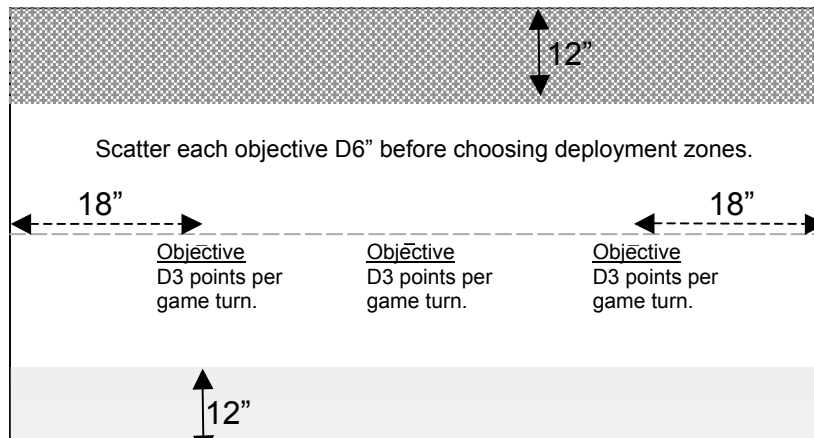 12”
Scatter each objective D6” before choosing deployment zones.
18”
18”
Objective
D3 points per
game turn.
Objective
D3 points per
game turn.
Objective
D3 points per
game turn.
12”